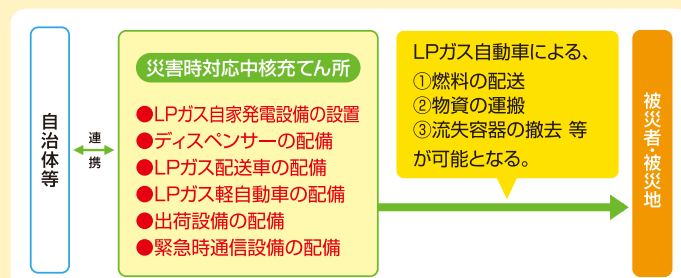 自治体等
連携
災害時対応中核充てん所
●LPガス自家発電設備の設置
●ディスペンサーの配備
●LPガス配送車の配備
●LPガス軽自動車の配備
●出荷設備の配備
●緊急時通信設備の配備
LPガス自動車による、
①燃料の配送
②物資の運搬
③流失容器の撤去 等
が可能となる。
被災者・被災地